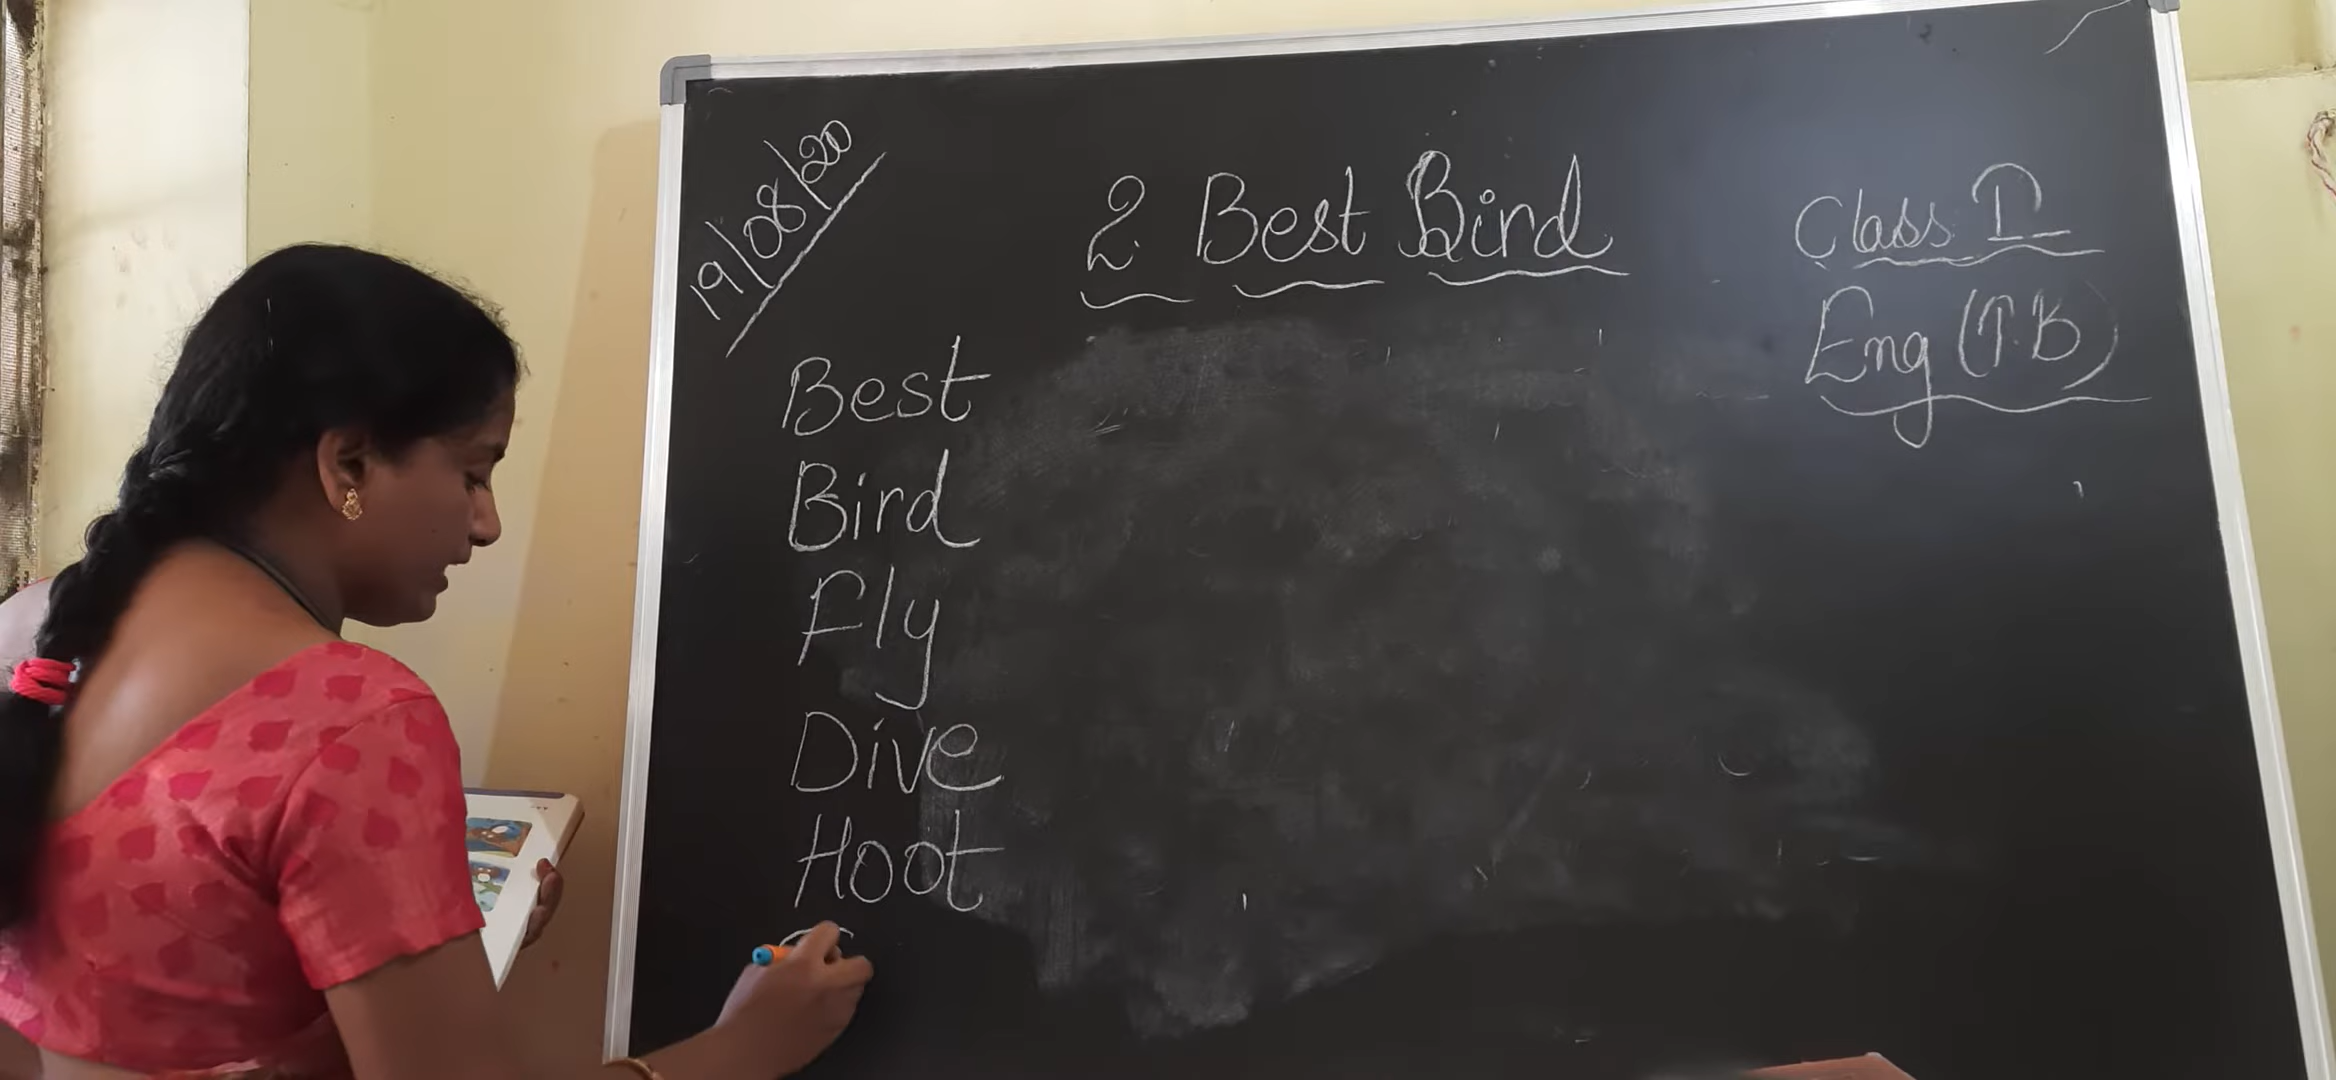 19/08/20
2 Best Bird
Class I
Eng (T.B)
Best
Bird
Fly
Dive
Hoot